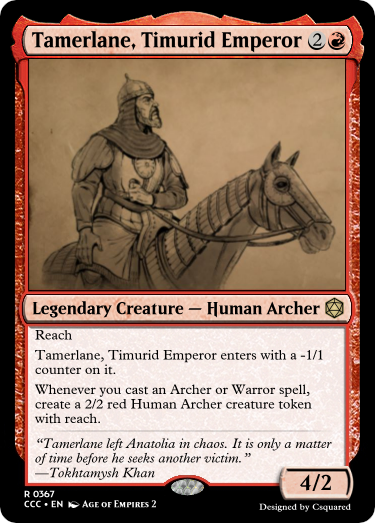 Tamerlane, Timurid Emperor 2
Legendary Creature — Human Archer
Reach
Tamerlane, Timurid Emperor enters with a -1/1
counter on it.
Whenever you cast an Archer or Warror spell,
create a 2/2 red Human Archer creature token
with reach.
“Tamerlane left Anatolia in chaos. It is only a matter
of time before he seeks another victim.”
—Tokhtamysh Khan
4/2
R 0367
CCC • EN Age of Empires 2
Designed by Csquared